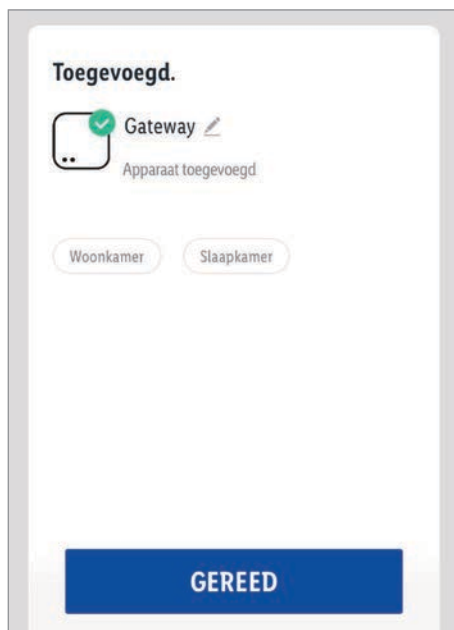 Toegevoegd.
Gateway
Apparaat toegevoegd
Woonkamer Slaapkamer
GEREED